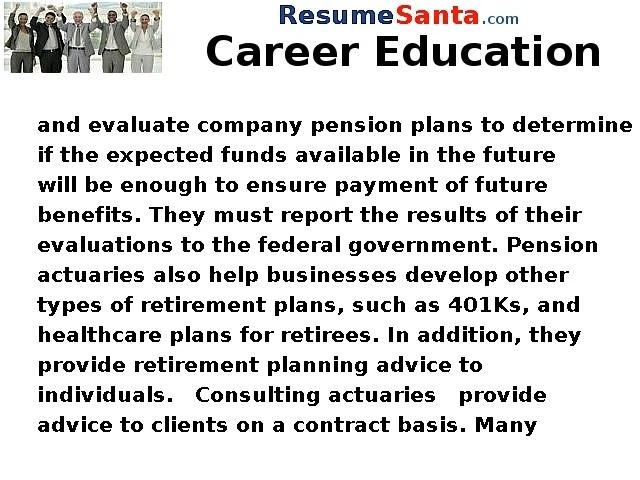 ResumeSanta.com
Career Education
and evaluate company pension plans to determine
if the expected funds available in the future
will be enough to ensure payment of future
benefits. They must report the results of their
evaluations to the federal government. Pension
actuaries also help businesses develop other
types of retirement plans, such as 401Ks, and
healthcare plans for retirees. In addition, they
provide retirement planning advice to
individuals.   Consulting actuaries   provide
advice to clients on a contract basis. Many